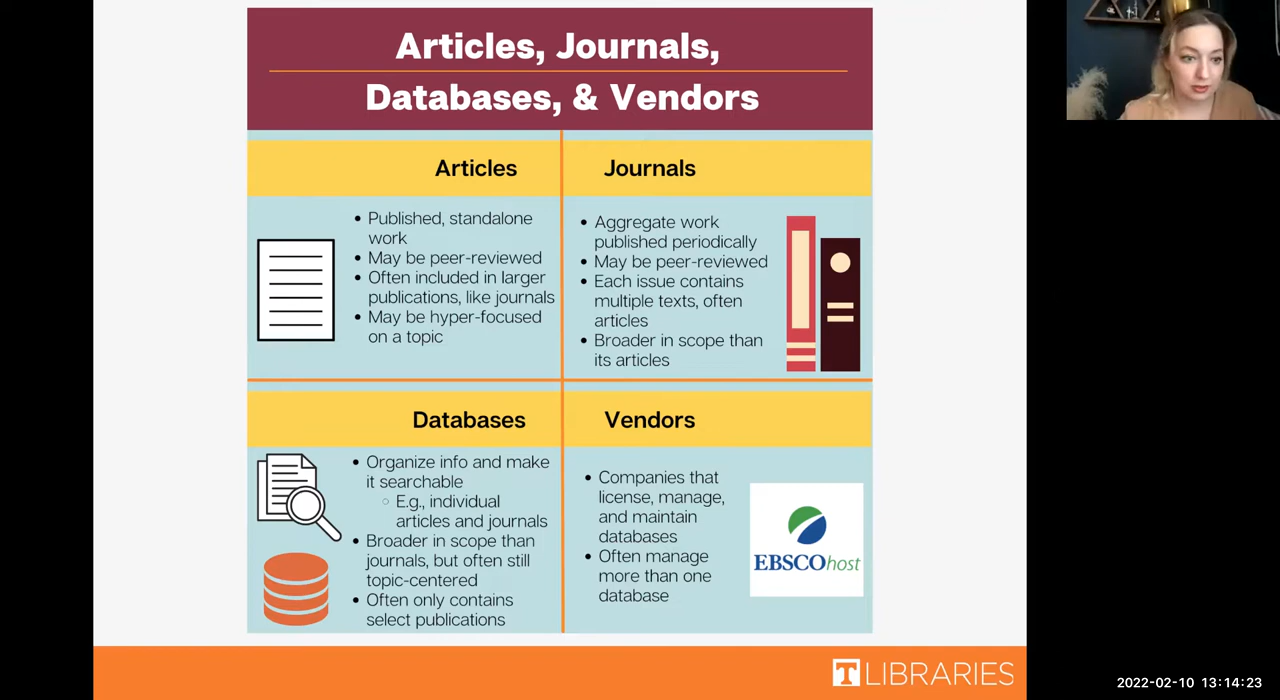 Articles, Journals,
Databases, & Vendors
Articles
• Published, standalone
work
• May be peer-reviewed
• Often included in larger
publications, like journals
• May be hyper-focused
on a topic
Journals
• Aggregate work
published periodically
• May be peer-reviewed
• Each issue contains
multiple texts, often
articles
• Broader in scope than
its articles
Databases
• Organize info and make
it searchable
○ E.g., individual
articles and journals
• Broader in scope than
journals, but often still
topic-centered
• Often only contains
select publications
Vendors
• Companies that
license, manage,
and maintain
databases
• Often manage
more than one
database
EBSCOhost
T LIBRARIES
2022-02-10 13:14:23